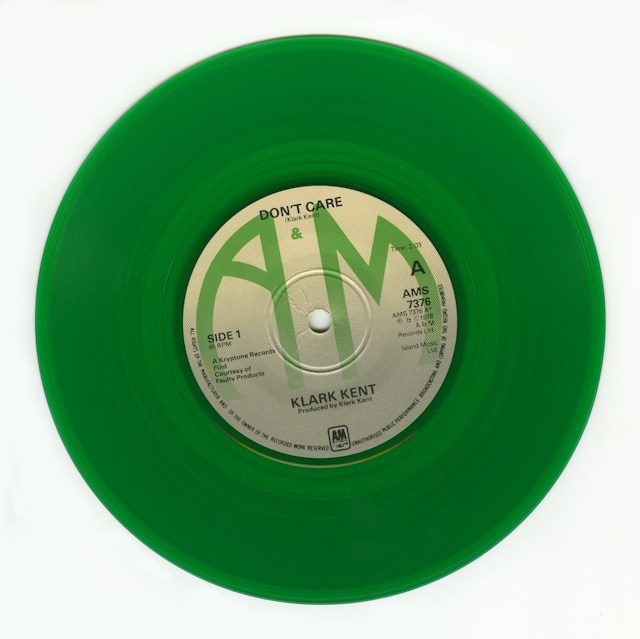 DON'T CARE
(Klark Kent)
&
AM
Time: 2.03
A
AMS
7376
AMS 7376 A*
℗ & © 1978
A & M
Records Ltd.
Island Music
Ltd.
SIDE 1
45 RPM
A Kryptone Records
Find
Courtesy of
Faulty Products
KLARK KENT
Produced by Klark Kent
ALL RIGHTS OF THE MANUFACTURER AND OF THE OWNER OF THE RECORDED WORK RESERVED
AM
UNAUTHORISED PUBLIC PERFORMANCE, BROADCASTING AND COPYING OF THIS RECORD PROHIBITED